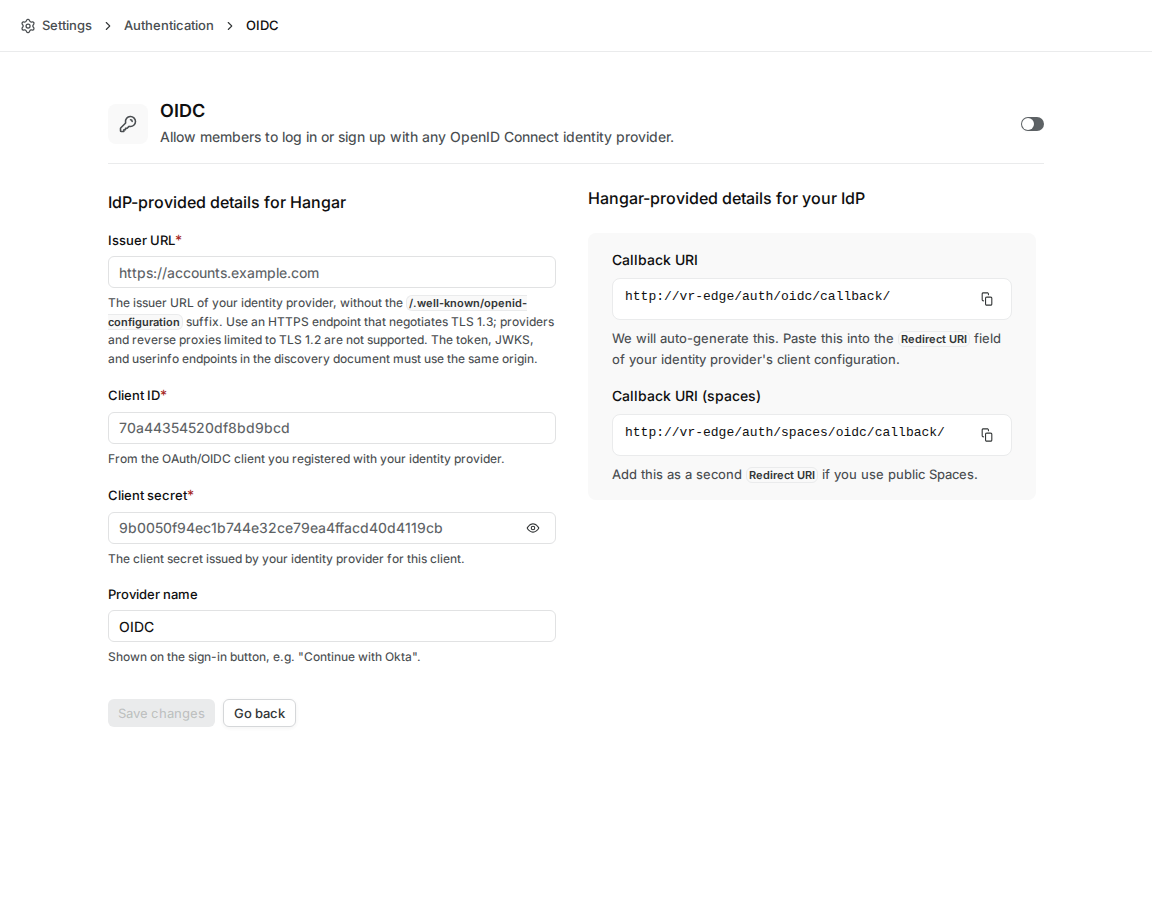 Settings > Authentication > OIDC
OIDC
Allow members to log in or sign up with any OpenID Connect identity provider.
IdP-provided details for Hangar
Issuer URL*
https://accounts.example.com
The issuer URL of your identity provider, without the /.well-known/openid-
configuration suffix. Use an HTTPS endpoint that negotiates TLS 1.3; providers
and reverse proxies limited to TLS 1.2 are not supported. The token, JWKS,
and userinfo endpoints in the discovery document must use the same origin.
Client ID*
70a44354520df8bd9bcd
From the OAuth/OIDC client you registered with your identity provider.
Client secret*
9b0050f94ec1b744e32ce79ea4ffacd40d4119cb
The client secret issued by your identity provider for this client.
Provider name
OIDC
Shown on the sign-in button, e.g. "Continue with Okta".
Save changes
Go back
Hangar-provided details for your IdP
Callback URI
http://vr-edge/auth/oidc/callback/
We will auto-generate this. Paste this into the Redirect URI field
of your identity provider's client configuration.
Callback URI (spaces)
http://vr-edge/auth/spaces/oidc/callback/
Add this as a second Redirect URI if you use public Spaces.